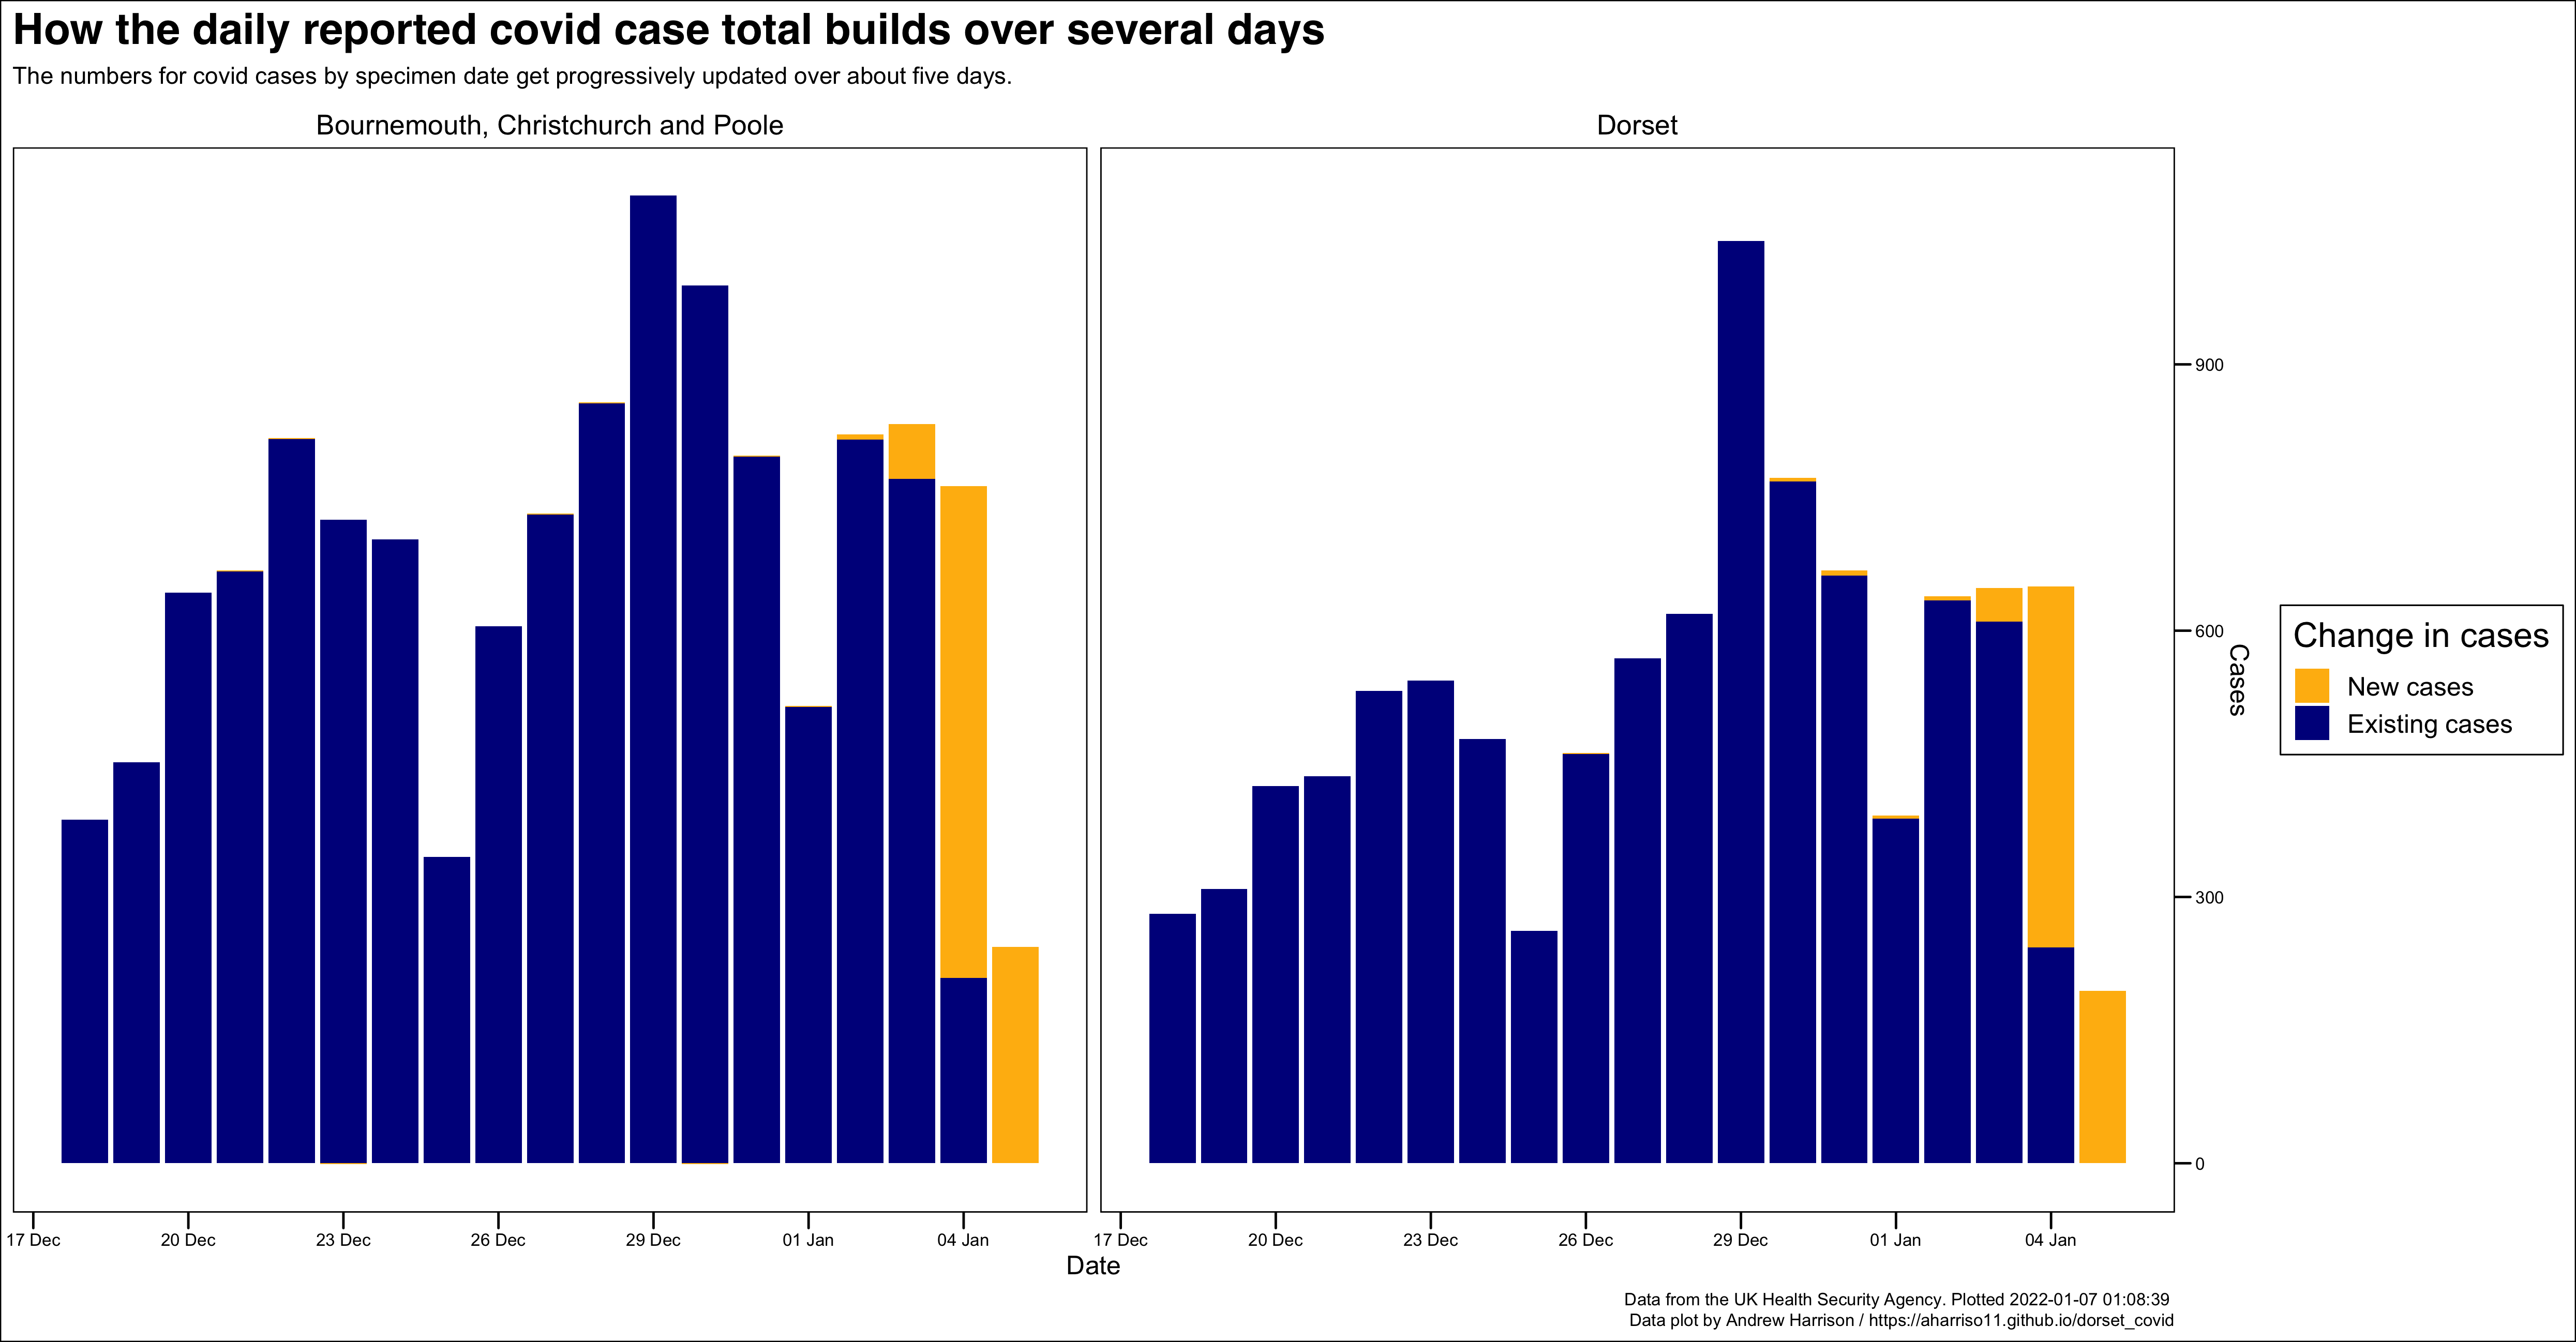 How the daily reported covid case total builds over several days
The numbers for covid cases by specimen date get progressively updated over about five days.
Bournemouth, Christchurch and Poole
Dorset
900
600
300
0
Cases
Change in cases
New cases
Existing cases
17 Dec 20 Dec 23 Dec 26 Dec 29 Dec 01 Jan 04 Jan
17 Dec 20 Dec 23 Dec 26 Dec 29 Dec 01 Jan 04 Jan
Date
Data from the UK Health Security Agency. Plotted 2022-01-07 01:08:39
Data plot by Andrew Harrison / https://aharriso11.github.io/dorset_covid